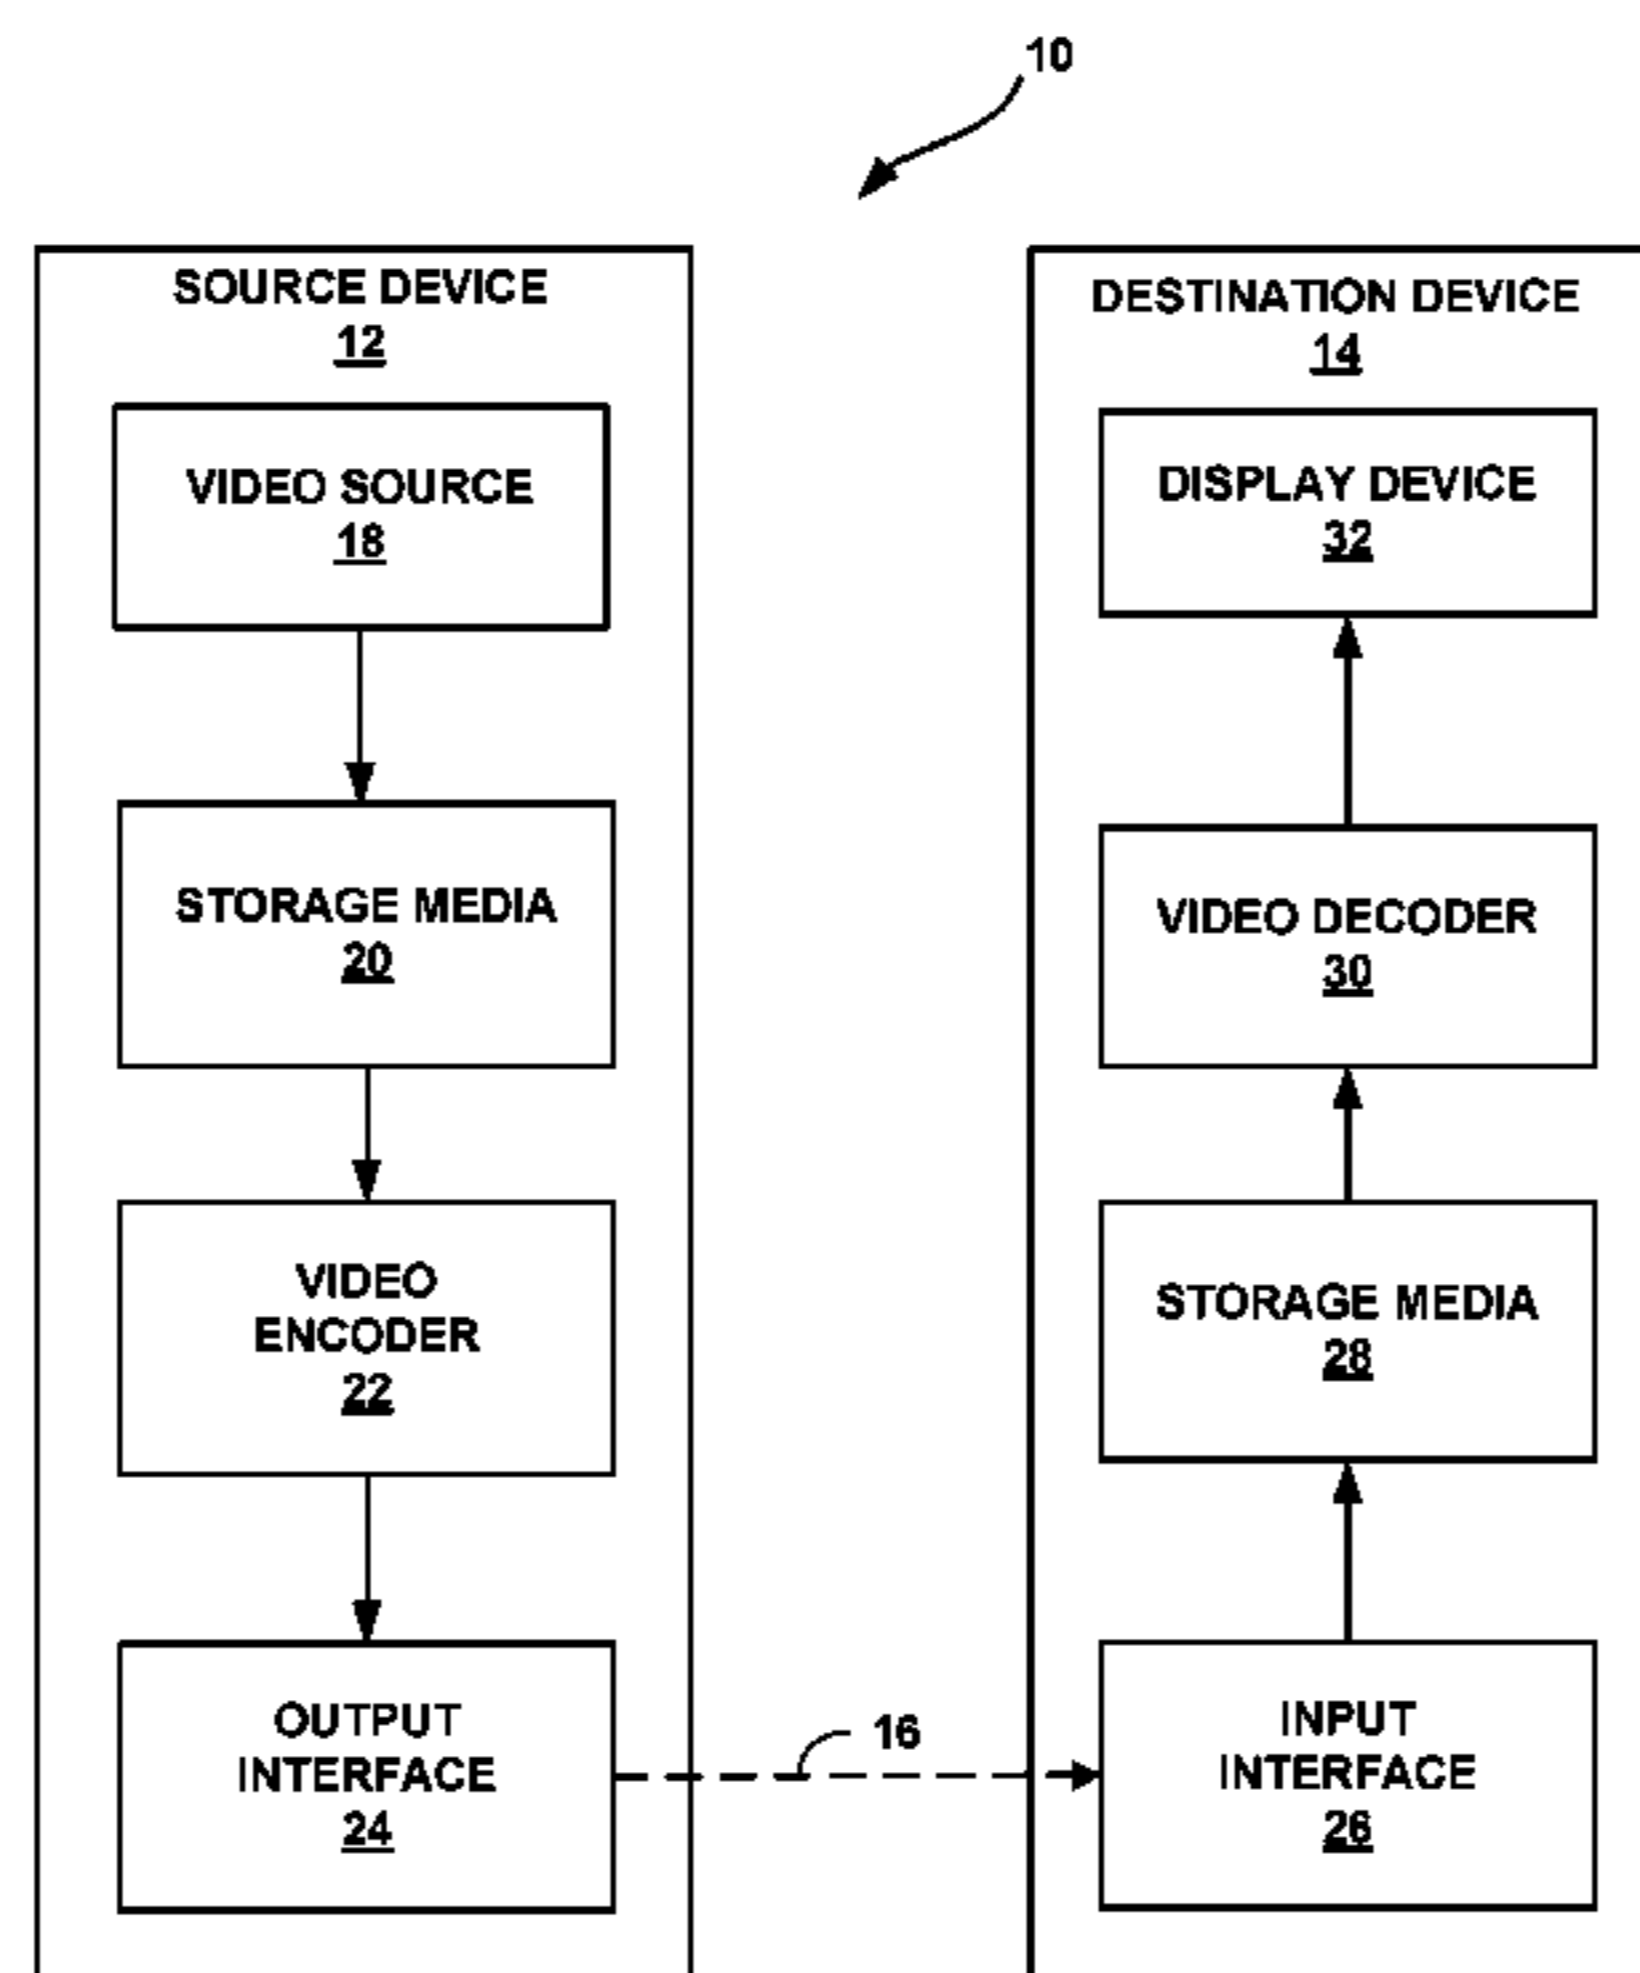 10
SOURCE DEVICE
12
VIDEO SOURCE
18
STORAGE MEDIA
20
VIDEO
ENCODER
22
OUTPUT
INTERFACE
24
16
DESTINATION DEVICE
14
DISPLAY DEVICE
32
VIDEO DECODER
30
STORAGE MEDIA
28
INPUT
INTERFACE
26